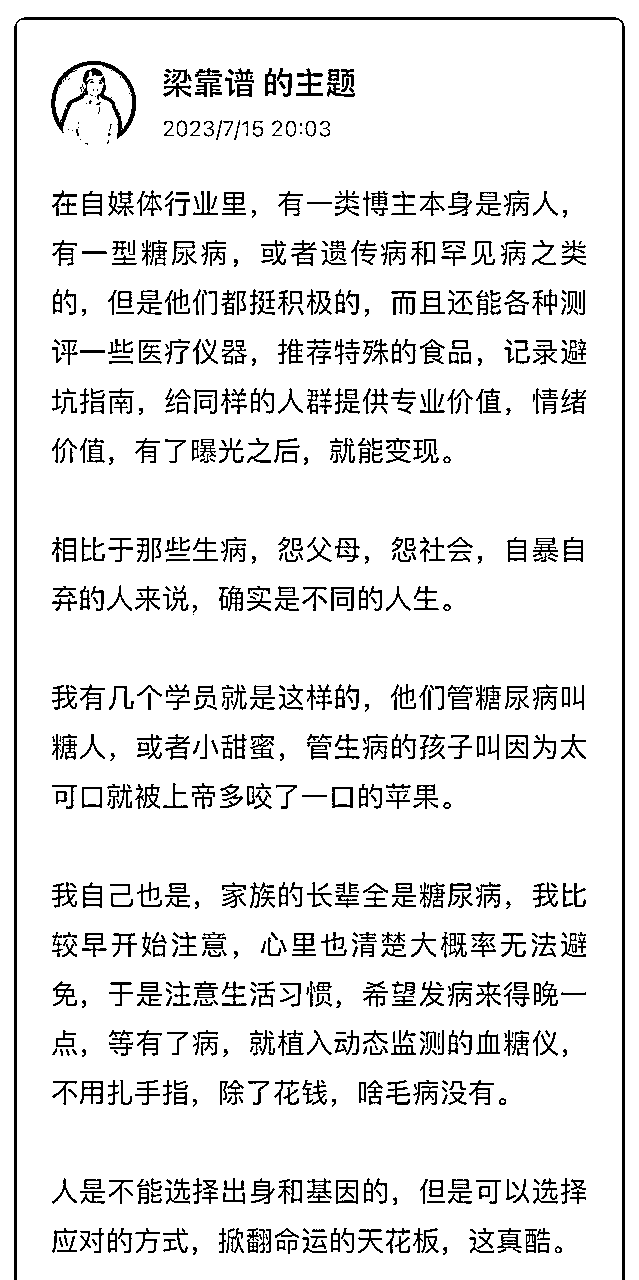 梁靠谱 的主题
2023/7/15 20:03
在自媒体行业里，有一类博主本身是病人，
有一型糖尿病，或者遗传病和罕见病之类
的，但是他们都挺积极的，而且还能各种测
评一些医疗仪器，推荐特殊的食品，记录避
坑指南，给同样的人群提供专业价值，情绪
价值，有了曝光之后，就能变现。
相比于那些生病，怨父母，怨社会，自暴自
弃的人来说，确实是不同的人生。
我有几个学员就是这样的，他们管糖尿病叫
糖人，或者小甜蜜，管生病的孩子叫因为太
可口就被上帝多咬了一口的苹果。
我自己也是，家族的长辈全是糖尿病，我比
较早开始注意，心里也清楚大概率无法避
免，于是注意生活习惯，希望发病来得晚一
点，等有了病，就植入动态监测的血糖仪，
不用扎手指，除了花钱，啥毛病没有。
人是不能选择出身和基因的，但是可以选择
应对的方式，掀翻命运的天花板，这真酷。